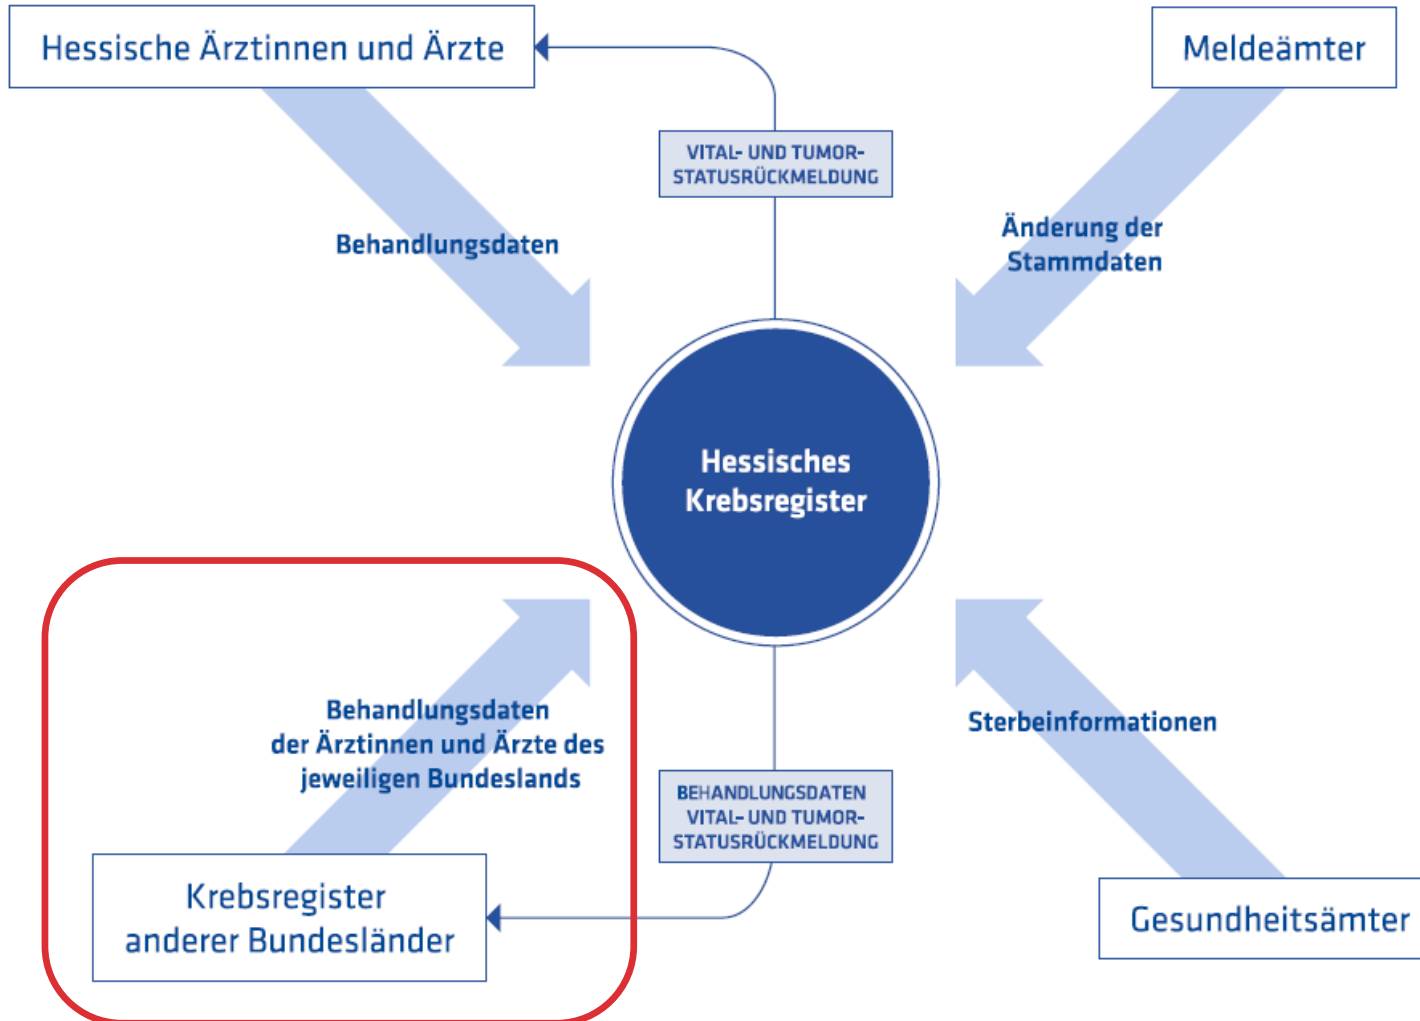 Hessische Ärztinnen und Ärzte
Meldeämter
VITAL- UND TUMOR-
STATUSRÜCKMELDUNG
Behandlungsdaten
Änderung der
Stammdaten
Hessisches
Krebsregister
Behandlungsdaten
der Ärztinnen und Ärzte des
jeweiligen Bundeslands
Sterbeinformationen
BEHANDLUNGSDATEN
VITAL- UND TUMOR-
STATUSRÜCKMELDUNG
Krebsregister
anderer Bundesländer
Gesundheitsämter